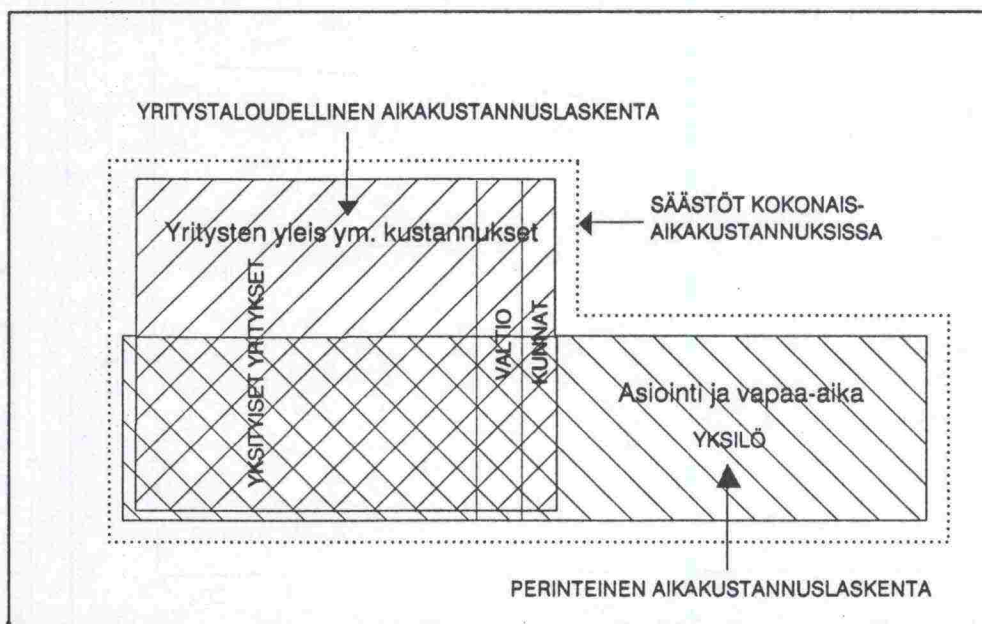 YRITYSTALOUDELLINEN AIKAKUSTANNUSLASKENTA
SÄÄSTÖT KOKONAIS-
AIKAKUSTANNUKSISSA
Yritysten yleis ym. kustannukset
YKSITYISET YRITYKSET
VALTIO
KUNNAT
Asiointi ja vapaa-aika
YKSILÖ
PERINTEINEN AIKAKUSTANNUSLASKENTA